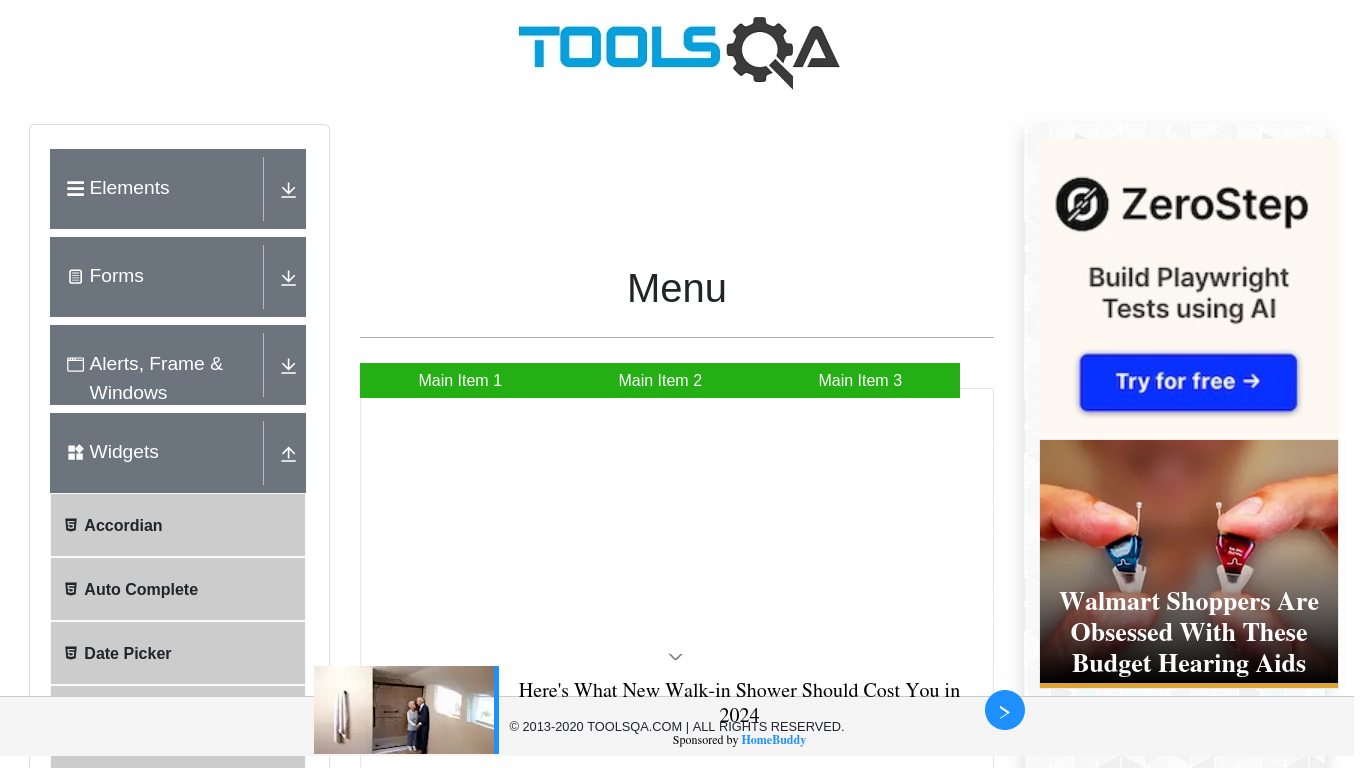 TOOLSQA
Elements
Forms
Alerts, Frame &
Windows
Widgets
Accordian
Auto Complete
Date Picker
Menu
Main Item 1
Main Item 2
Main Item 3
ZeroStep
Build Playwright
Tests using AI
Try for free →
Walmart Shoppers Are
Obsessed With These
Budget Hearing Aids
Here's What New Walk-in Shower Should Cost You in
2024
© 2013-2020 TOOLSQA.COM | ALL RIGHTS RESERVED.
Sponsored by HomeBuddy